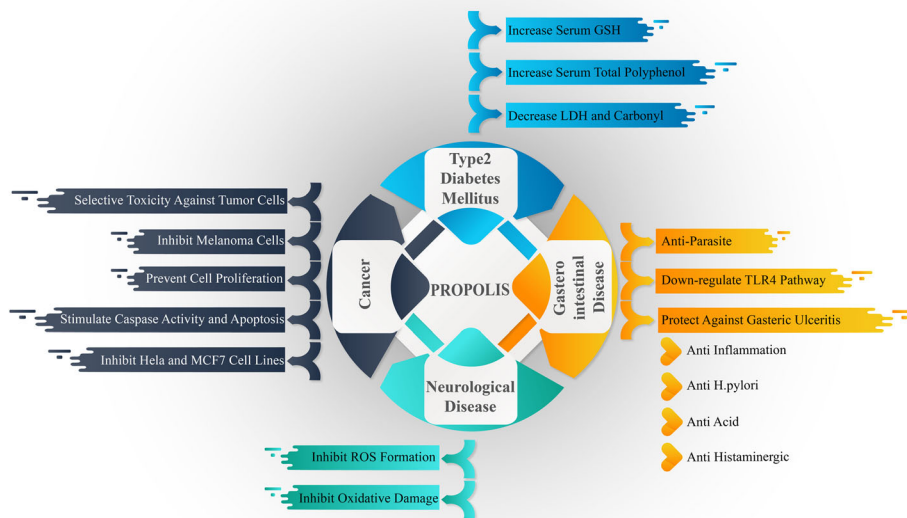 Increase Serum GSH
Increase Serum Total Polyphenol
Decrease LDH and Carbonyl
Type2
Diabetes
Mellitus
Selective Toxicity Against Tumor Cells
Inhibit Melanoma Cells
Prevent Cell Proliferation
Stimulate Caspase Activity and Apoptosis
Inhibit Hela and MCF7 Cell Lines
Cancer
PROPOLIS
Gastero
intestinal
Disease
Anti-Parasite
Down-regulate TLR4 Pathway
Protect Against Gasteric Ulceritis
Anti Inflammation
Anti H.pylori
Anti Acid
Anti Histaminergic
Neurological
Disease
Inhibit ROS Formation
Inhibit Oxidative Damage